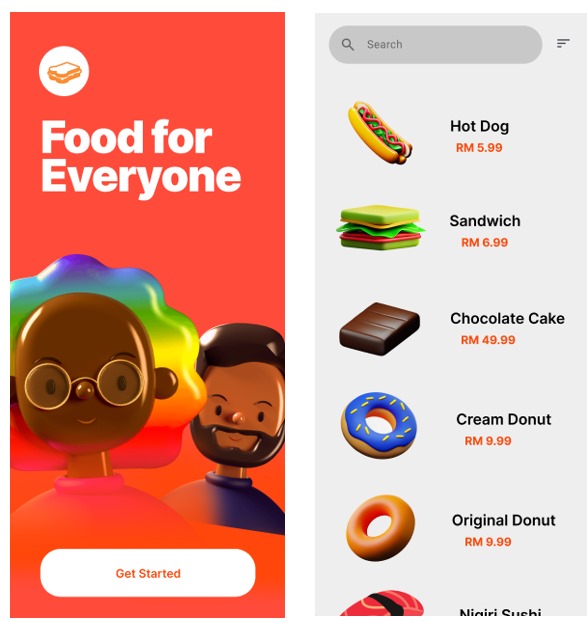 Food for
Everyone
Get Started
Search
Hot Dog
RM 5.99
Sandwich
RM 6.99
Chocolate Cake
RM 49.99
Cream Donut
RM 9.99
Original Donut
RM 9.99
Nigiri Sushi